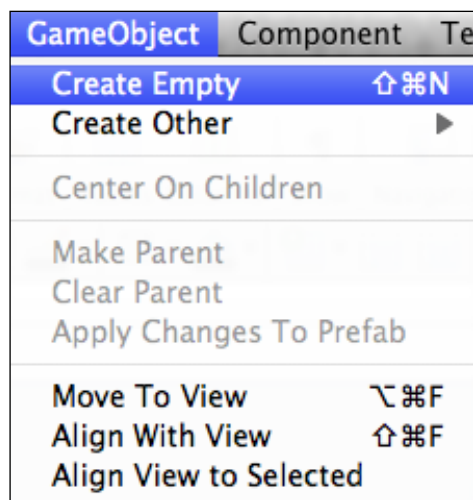 GameObject Component Te
Create Empty ⇧⌘N
Create Other ▶
Center On Children
Make Parent
Clear Parent
Apply Changes To Prefab
Move To View ⌥⌘F
Align With View ⇧⌘F
Align View to Selected